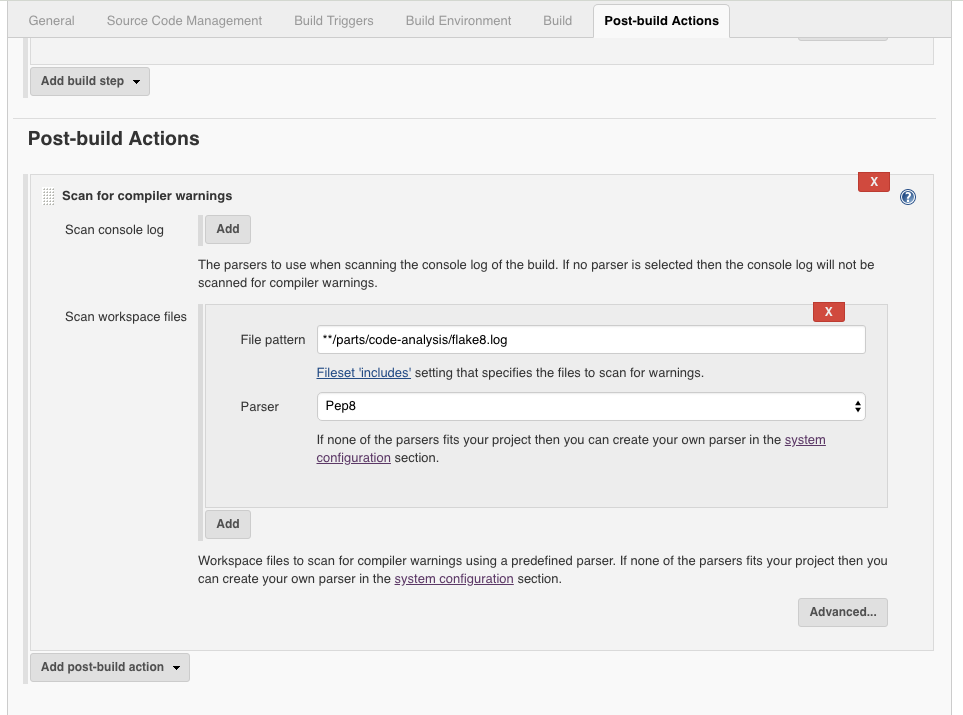 General Source Code Management Build Triggers Build Environment Build Post-build Actions
Add build step
Post-build Actions
X
Scan for compiler warnings
?
Scan console log
Add
The parsers to use when scanning the console log of the build. If no parser is selected then the console log will not be
scanned for compiler warnings.
Scan workspace files
X
File pattern
**/parts/code-analysis/flake8.log
Fileset 'includes' setting that specifies the files to scan for warnings.
Parser
Pep8
If none of the parsers fits your project then you can create your own parser in the system
configuration section.
Add
Workspace files to scan for compiler warnings using a predefined parser. If none of the parsers fits your project then you
can create your own parser in the system configuration section.
Advanced...
Add post-build action